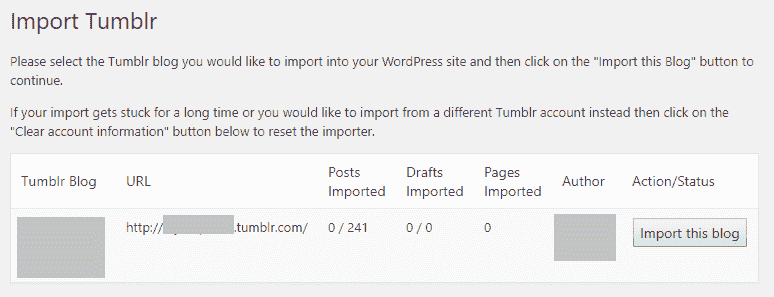 Import Tumblr
Please select the Tumblr blog you would like to import into your WordPress site and then click on the "Import this Blog" button to
continue.
If your import gets stuck for a long time or you would like to import from a different Tumblr account instead then click on the
"Clear account information" button below to reset the importer.
Tumblr Blog URL Posts Imported Drafts Imported Pages Imported Author Action/Status
http:// .tumblr.com/ 0 / 241 0 / 0 0 Import this blog